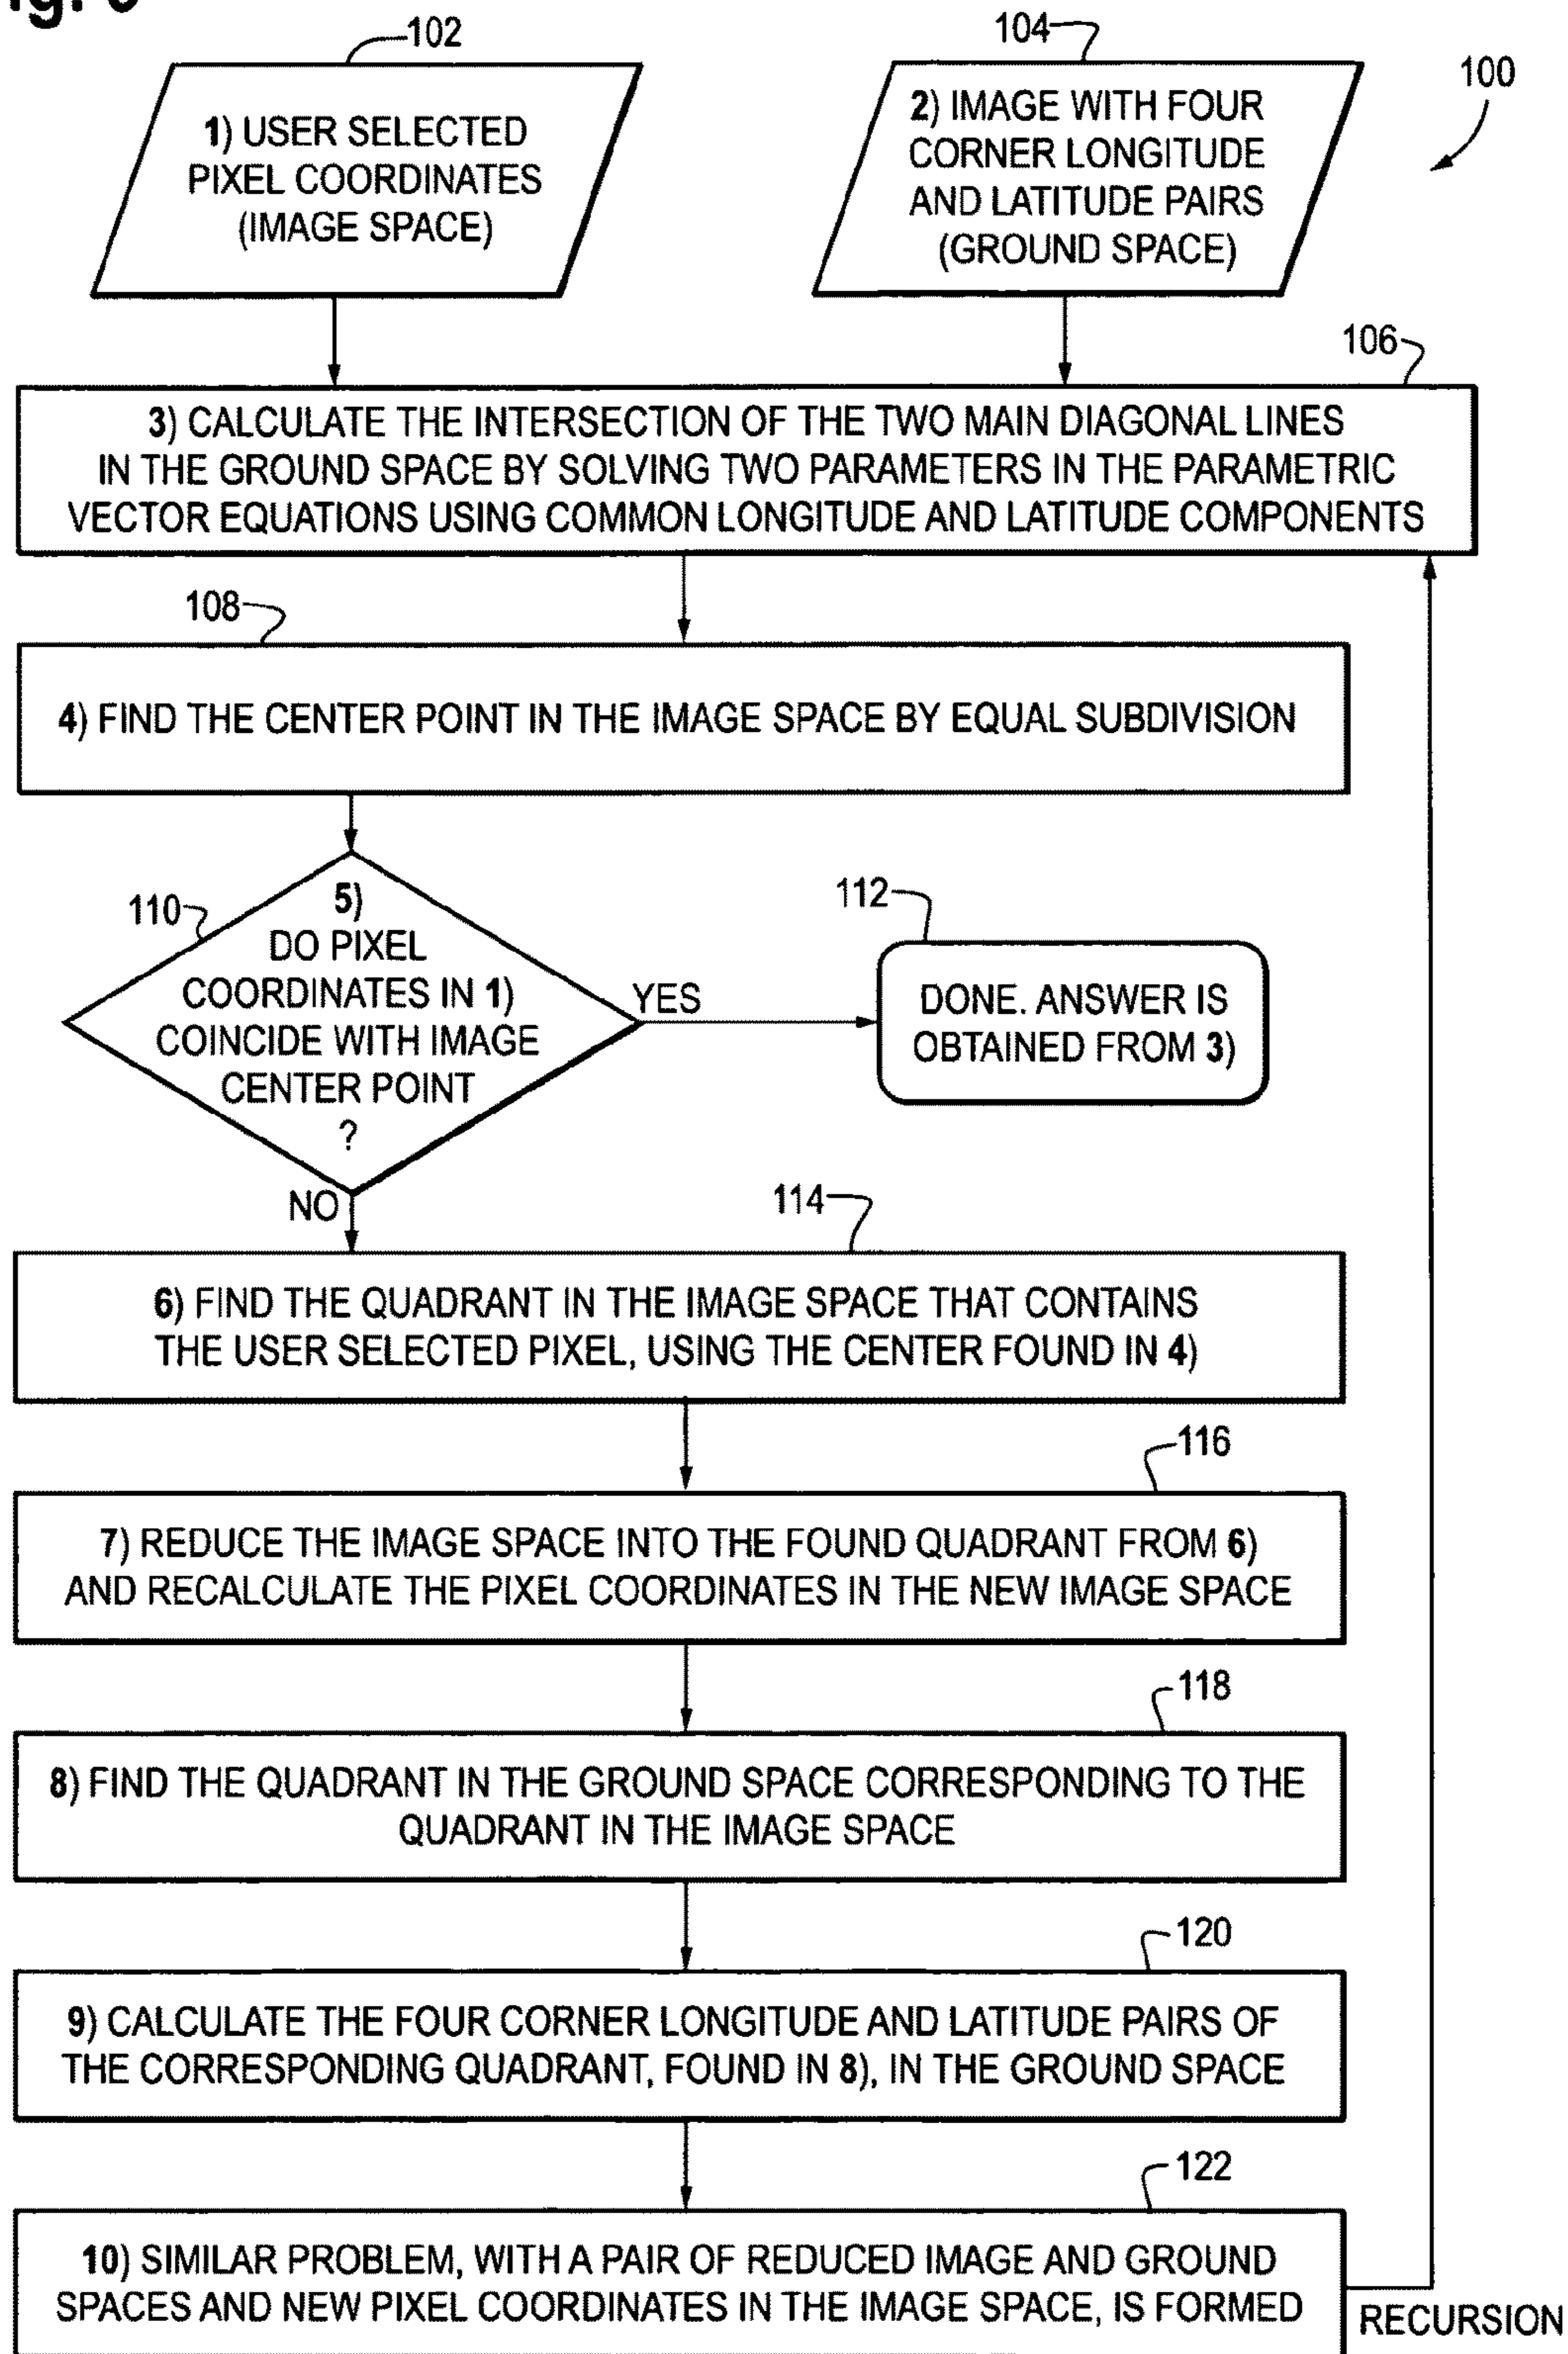 102
104
100
1) USER SELECTED
PIXEL COORDINATES
(IMAGE SPACE)
2) IMAGE WITH FOUR
CORNER LONGITUDE
AND LATITUDE PAIRS
(GROUND SPACE)
106
3) CALCULATE THE INTERSECTION OF THE TWO MAIN DIAGONAL LINES
IN THE GROUND SPACE BY SOLVING TWO PARAMETERS IN THE PARAMETRIC
VECTOR EQUATIONS USING COMMON LONGITUDE AND LATITUDE COMPONENTS
108
4) FIND THE CENTER POINT IN THE IMAGE SPACE BY EQUAL SUBDIVISION
110
5)
DO PIXEL
COORDINATES IN 1)
COINCIDE WITH IMAGE
CENTER POINT
?
YES
112
DONE. ANSWER IS
OBTAINED FROM 3)
NO
114
6) FIND THE QUADRANT IN THE IMAGE SPACE THAT CONTAINS
THE USER SELECTED PIXEL, USING THE CENTER FOUND IN 4)
116
7) REDUCE THE IMAGE SPACE INTO THE FOUND QUADRANT FROM 6)
AND RECALCULATE THE PIXEL COORDINATES IN THE NEW IMAGE SPACE
118
8) FIND THE QUADRANT IN THE GROUND SPACE CORRESPONDING TO THE
QUADRANT IN THE IMAGE SPACE
120
9) CALCULATE THE FOUR CORNER LONGITUDE AND LATITUDE PAIRS OF
THE CORRESPONDING QUADRANT, FOUND IN 8), IN THE GROUND SPACE
122
10) SIMILAR PROBLEM, WITH A PAIR OF REDUCED IMAGE AND GROUND
SPACES AND NEW PIXEL COORDINATES IN THE IMAGE SPACE, IS FORMED
RECURSION